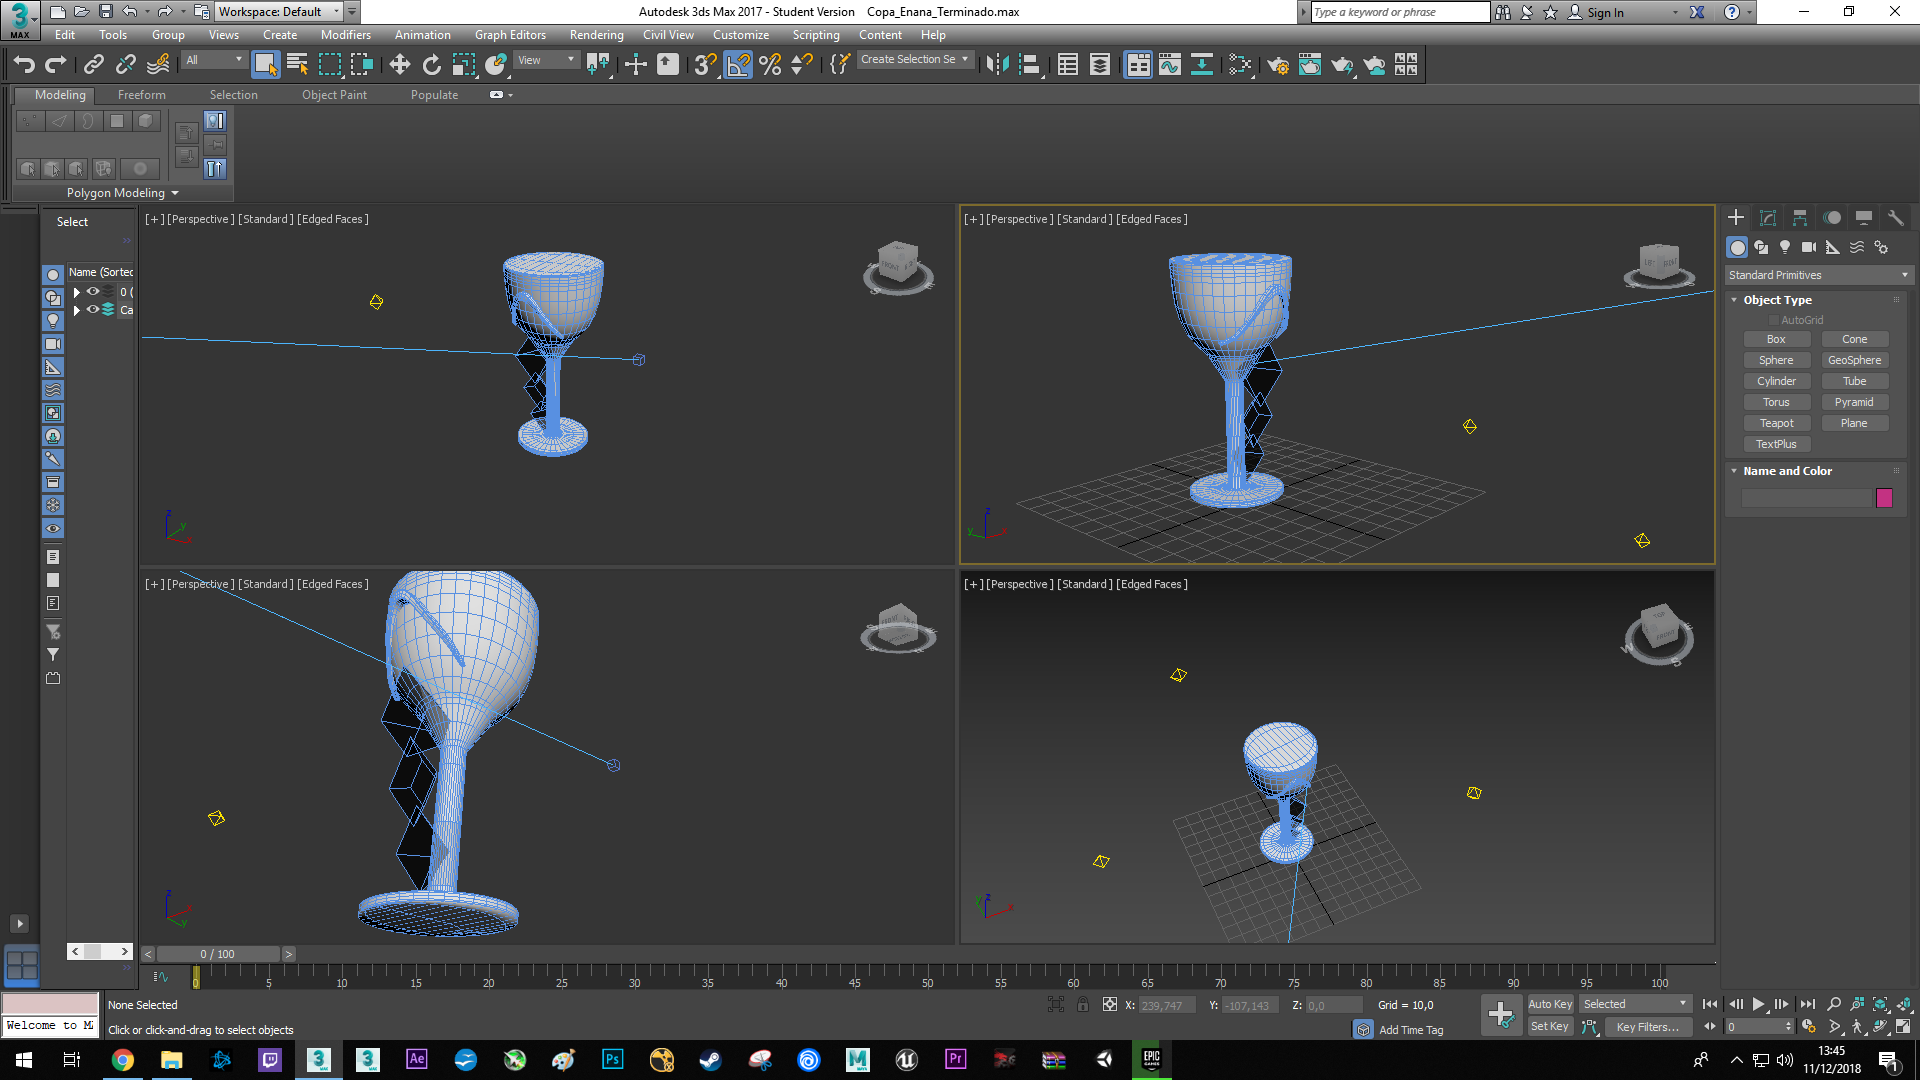 3 MAX Workspace: Default Autodesk 3ds Max 2017 - Student Version Copa_Enana_Terminado.max Type a keyword or phrase Sign In
Edit Tools Group Views Create Modifiers Animation Graph Editors Rendering Civil View Customize Scripting Content Help
All View Create Selection Se
Modeling Freeform Selection Object Paint Populate
Polygon Modeling
Select
Name (Sorted
0 (
Ca
[+] [Perspective] [Standard] [Edged Faces]
[+] [Perspective] [Standard] [Edged Faces]
[+] [Perspective] [Standard] [Edged Faces]
[+] [Perspective] [Standard] [Edged Faces]
Standard Primitives
Object Type
AutoGrid
Box Cone
Sphere GeoSphere
Cylinder Tube
Torus Pyramid
Teapot Plane
TextPlus
Name and Color
0 / 100
0 5 10 15 20 25 30 35 40 45 50 55 60 65 70 75 80 85 90 95 100
None Selected X: 239,747 Y: -107,143 Z: 0,0 Grid = 10,0 Auto Key Selected
Welcome to M
Click or click-and-drag to select objects Add Time Tag Set Key Key Filters... 0
13:45
11/12/2018